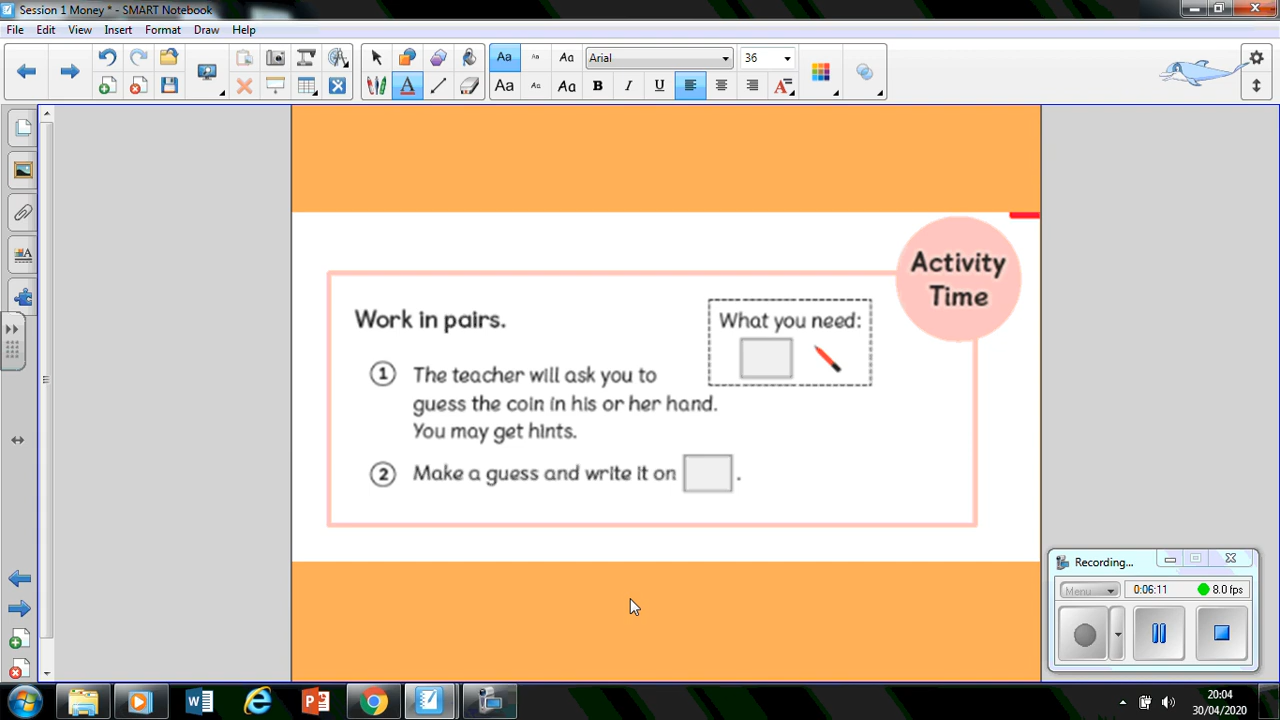 Session 1 Money * - SMART Notebook
File Edit View Insert Format Draw Help
Aa Aa Aa Arial 36
Aa Aa Aa B I U A
Activity
Time
Work in pairs.
What you need:
1 The teacher will ask you to
guess the coin in his or her hand.
You may get hints.
2 Make a guess and write it on .
Recording...
Menu 0:06:11 8.0 fps
20:04
30/04/2020